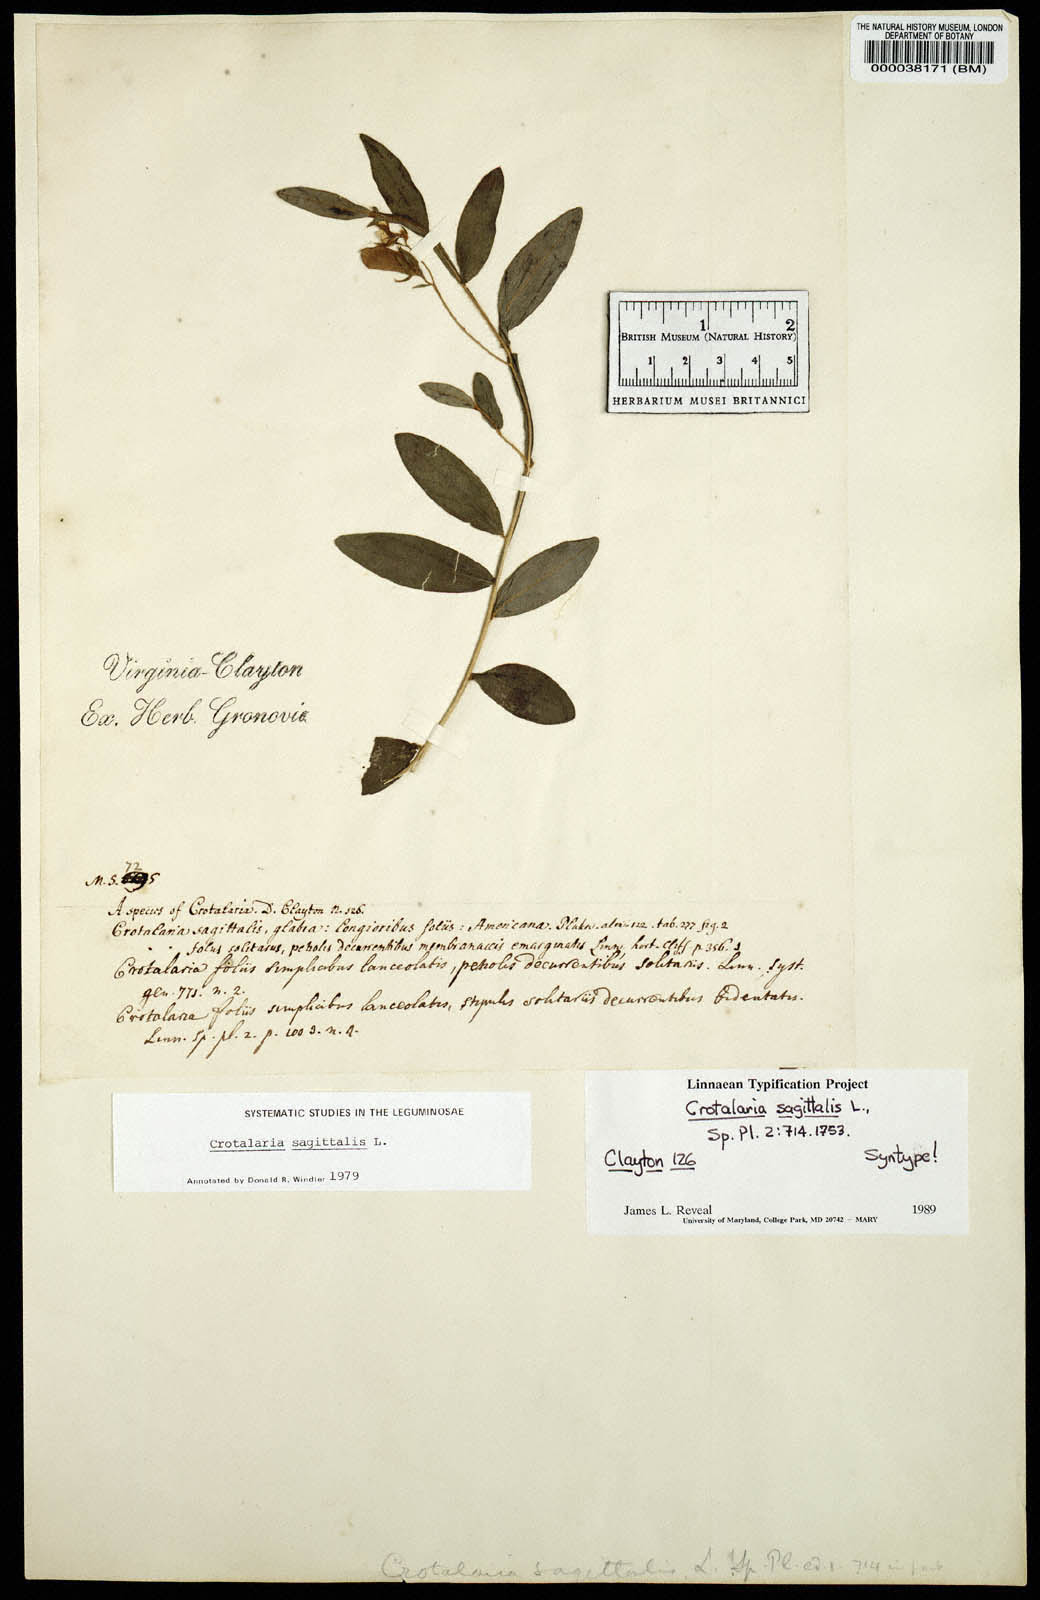 THE NATURAL HISTORY MUSEUM, LONDON
DEPARTMENT OF BOTANY
000038171 (BM)
1 2
BRITISH MUSEUM (NATURAL HISTORY)
1 2 3 4 5
HERBARIUM MUSEI BRITANNICI
Virginia-Clayton
Ex. Herb. Gronovii
72
M. S.
A species of Crotalaria. D. Clayton n. 126.
Crotalaria sagittalis, glabra: longioribus foliis: Americana. Pluken. alm. 122. tab. 277. fig. 2
foliis solitariis, petiolis decurrentibus membranaceis emarginatis Linn. hort. Cliff. p. 356.
Crotalaria foliis simplicibus lanceolatis, petiolis decurrentibus solitariis. Linn. Syst.
gen. 771. n. 2.
Crotalaria foliis simplicibus lanceolatis, stipulis solitariis decurrentibus bidentatis.
Linn. Sp. pl. 2. p. 1003. n. 4.
SYSTEMATIC STUDIES IN THE LEGUMINOSAE
Crotalaria sagittalis L.
Annotated by Donald R. Windler 1979
Linnaean Typification Project
Crotalaria sagittalis L.,
Sp. Pl. 2:714. 1753.
Clayton 126 Syntype!
James L. Reveal 1989
University of Maryland, College Park, MD 20742 – MARY
Crotalaria sagittalis, L. Sp. Pl. ed. 1. 714